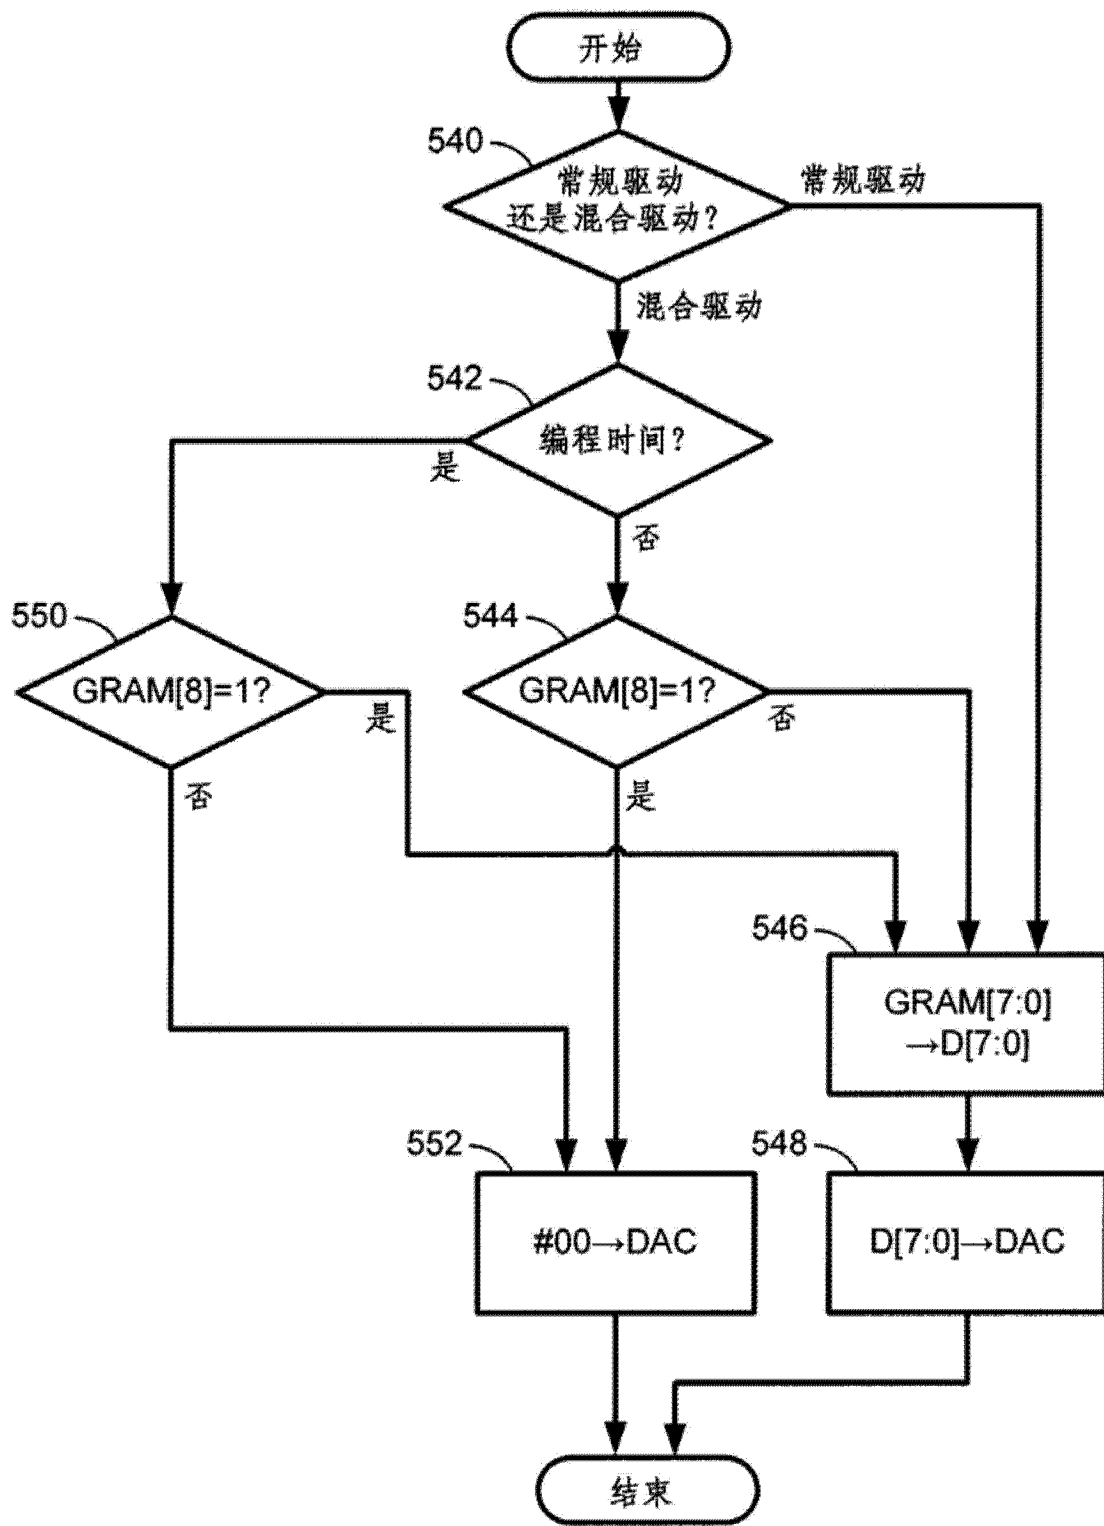 开始
540
常规驱动
还是混合驱动?
常规驱动
混合驱动
542
编程时间?
是
否
550
GRAM[8]=1?
是
否
544
GRAM[8]=1?
否
是
546
GRAM[7:0]
→D[7:0]
552
#00→DAC
548
D[7:0]→DAC
结束